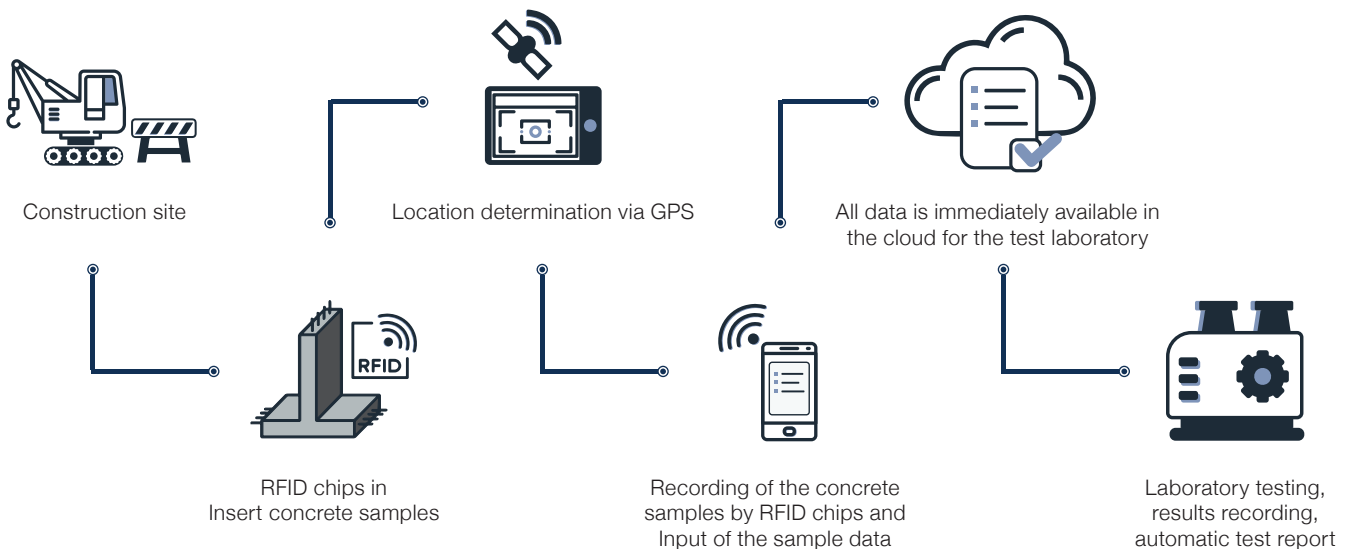 Construction site
RFID
RFID chips in
Insert concrete samples
Location determination via GPS
Recording of the concrete
samples by RFID chips and
Input of the sample data
All data is immediately available in
the cloud for the test laboratory
Laboratory testing,
results recording,
automatic test report